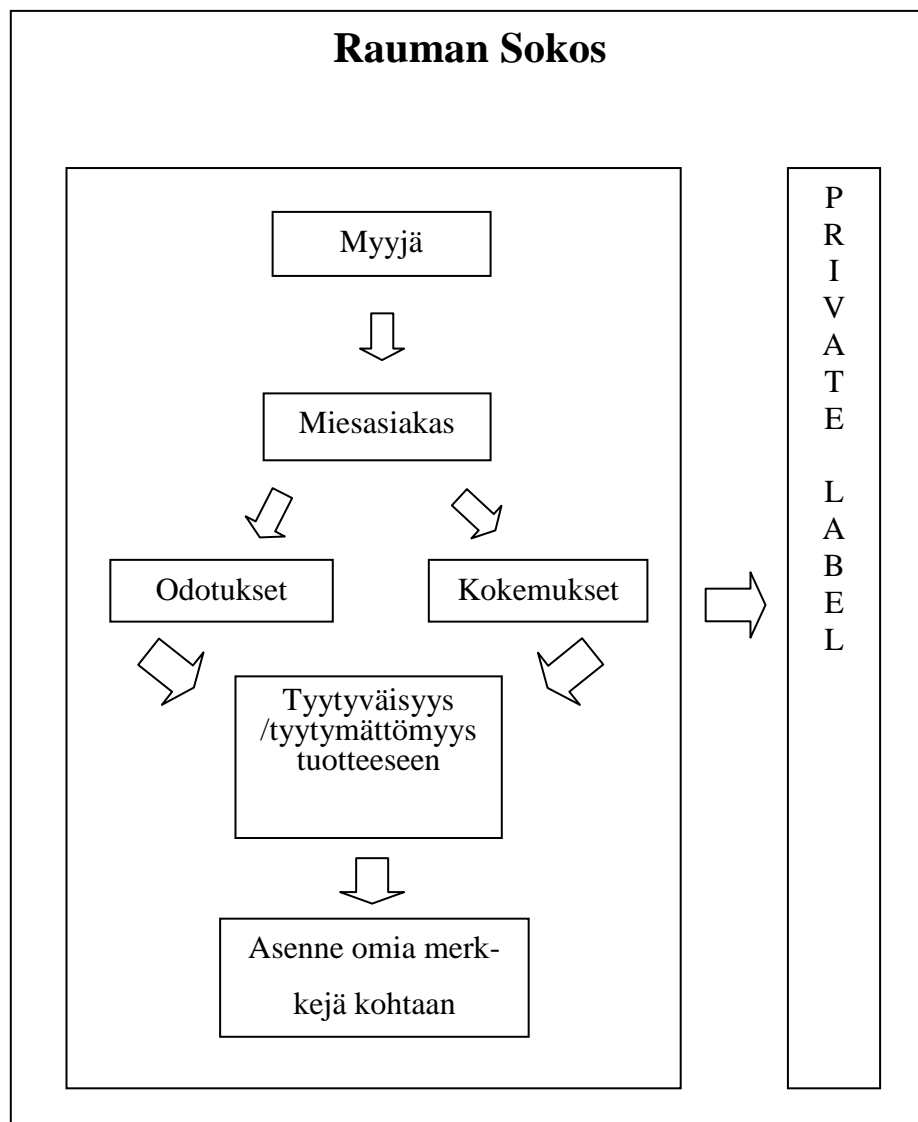 Rauman Sokos
Myyjä
Miesasiakas
Odotukset
Kokemukset
Tyytyväisyys
/tyytymättömyys
tuotteeseen
Asenne omia merk-
kejä kohtaan
P
R
I
V
A
T
E
L
A
B
E
L